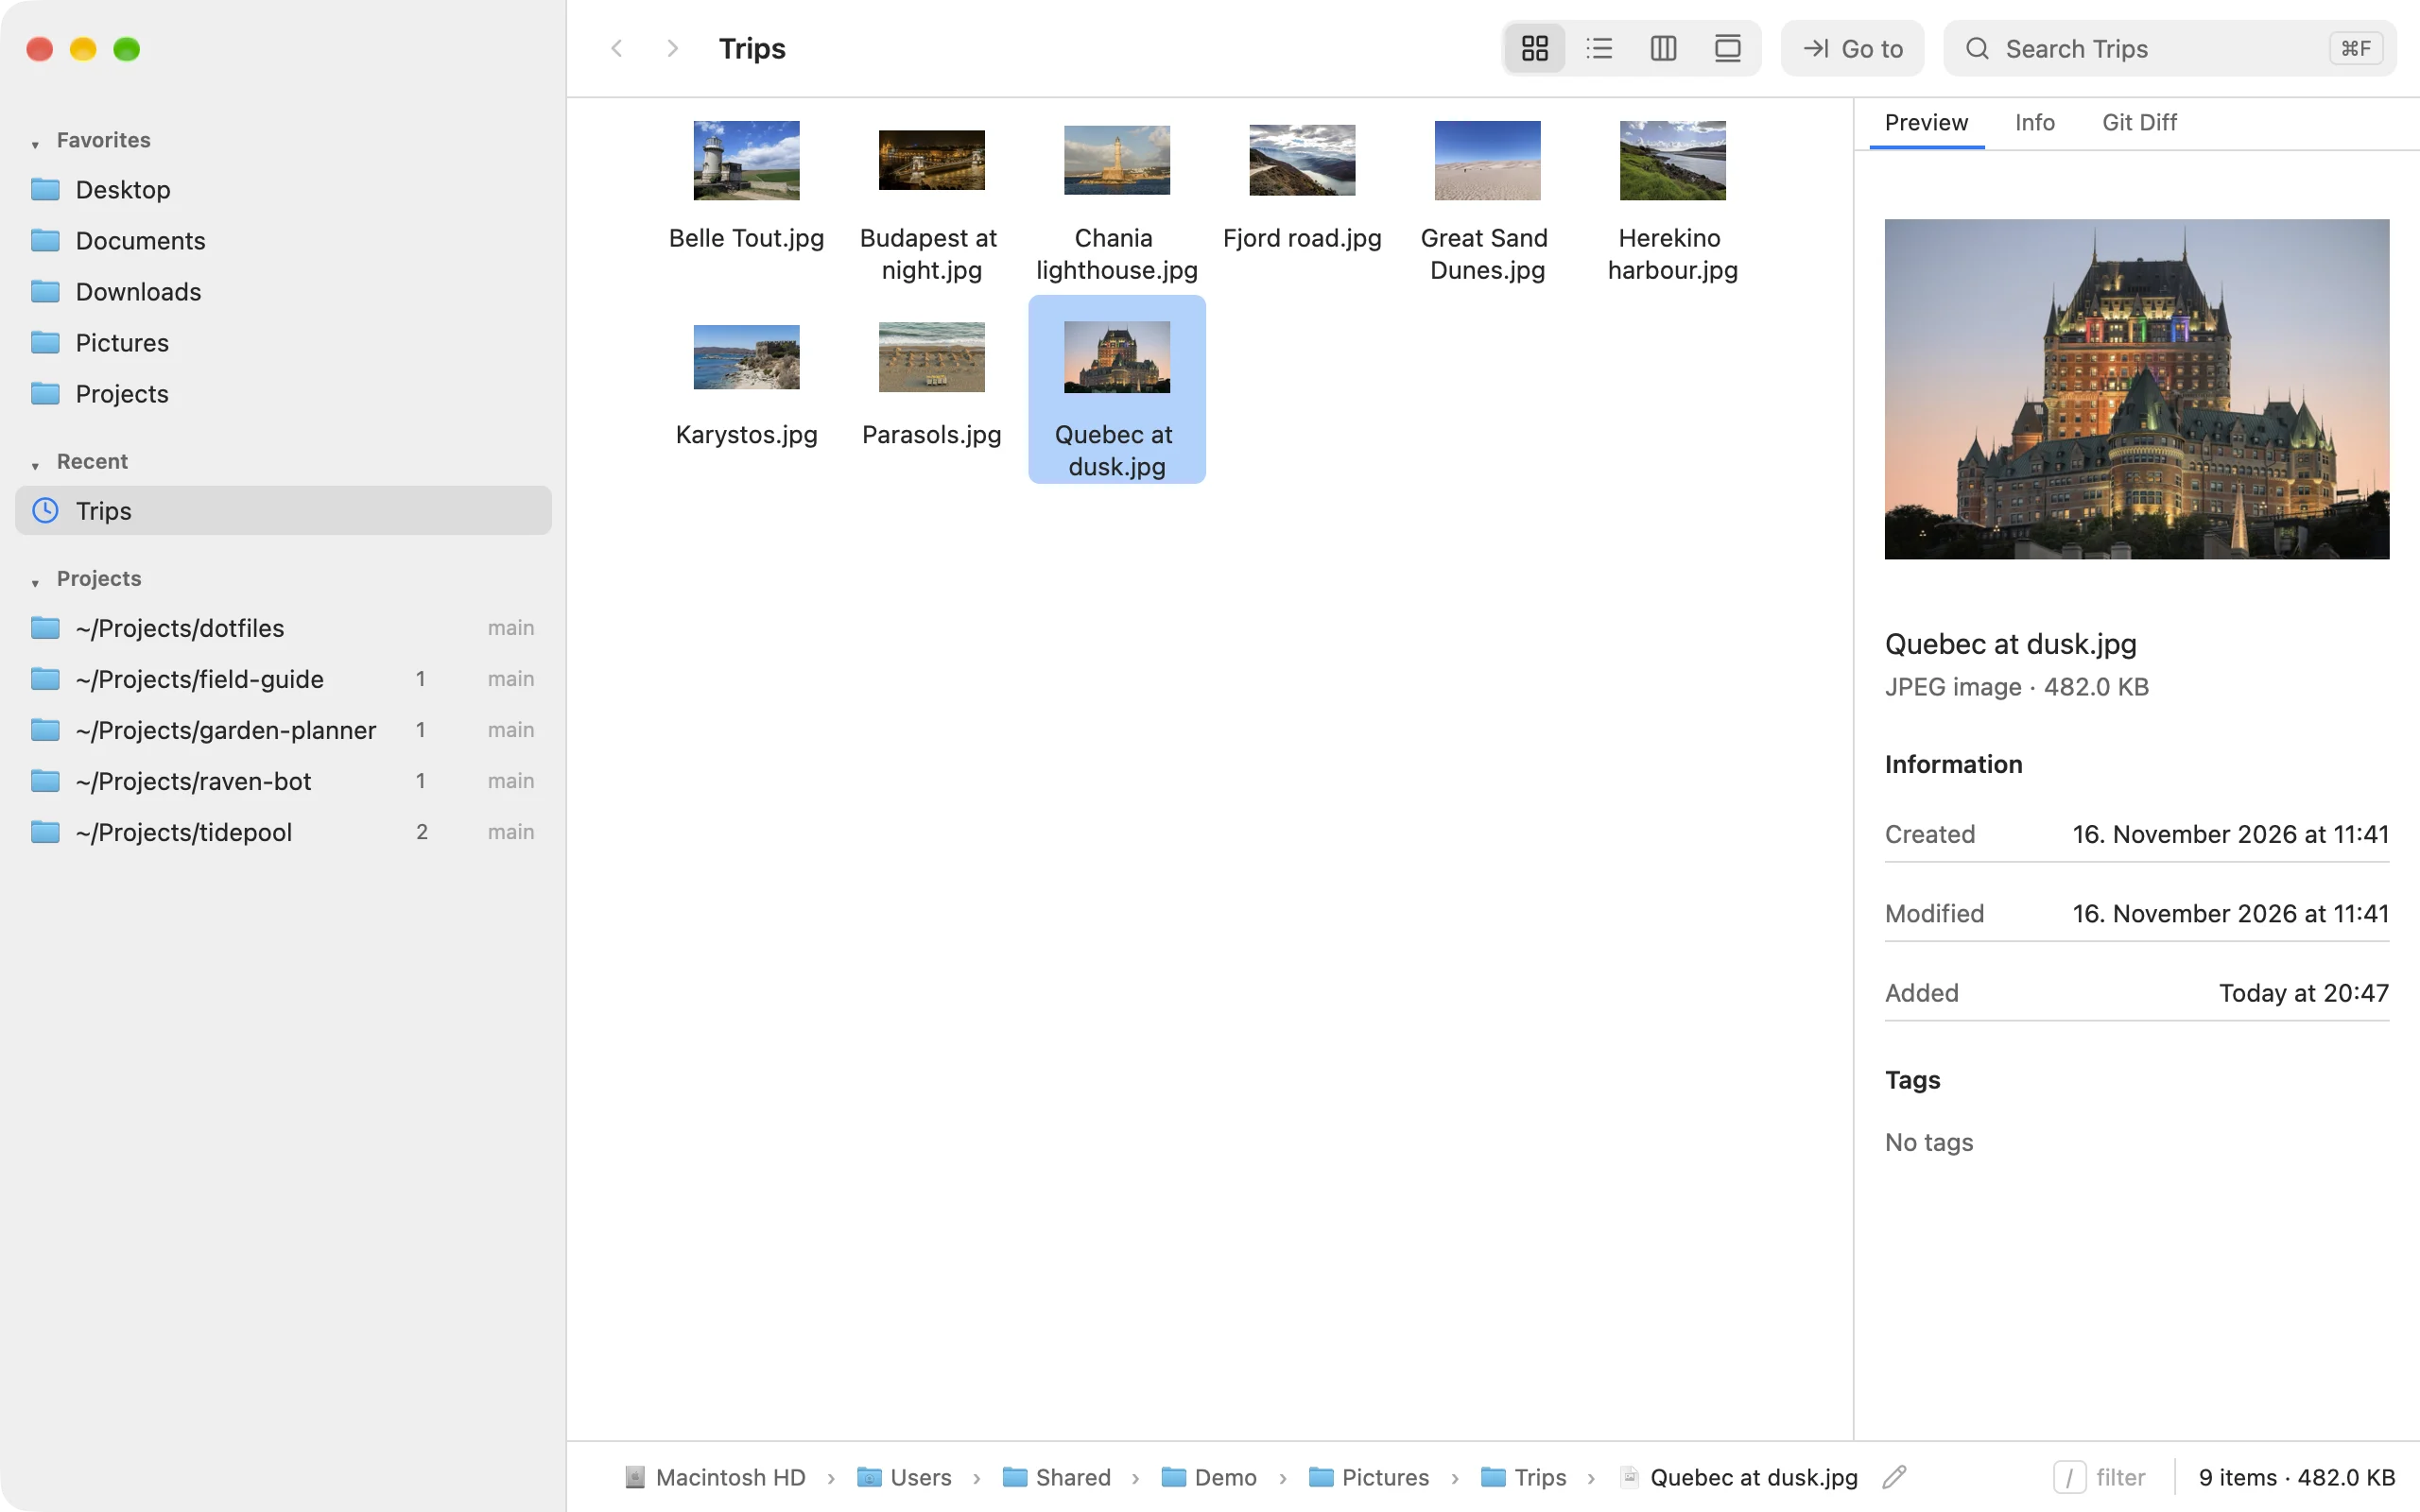 Trips
Go to
Search Trips
⌘F
Favorites
Desktop
Documents
Downloads
Pictures
Projects
Recent
Trips
Projects
~/Projects/dotfiles main
~/Projects/field-guide 1 main
~/Projects/garden-planner 1 main
~/Projects/raven-bot 1 main
~/Projects/tidepool 2 main
Belle Tout.jpg
Budapest at
night.jpg
Chania
lighthouse.jpg
Fjord road.jpg
Great Sand
Dunes.jpg
Herekino
harbour.jpg
Karystos.jpg
Parasols.jpg
Quebec at
dusk.jpg
Preview Info Git Diff
Quebec at dusk.jpg
JPEG image · 482.0 KB
Information
Created 16. November 2026 at 11:41
Modified 16. November 2026 at 11:41
Added Today at 20:47
Tags
No tags
Macintosh HD › Users › Shared › Demo › Pictures › Trips › Quebec at dusk.jpg
/ filter
9 items · 482.0 KB